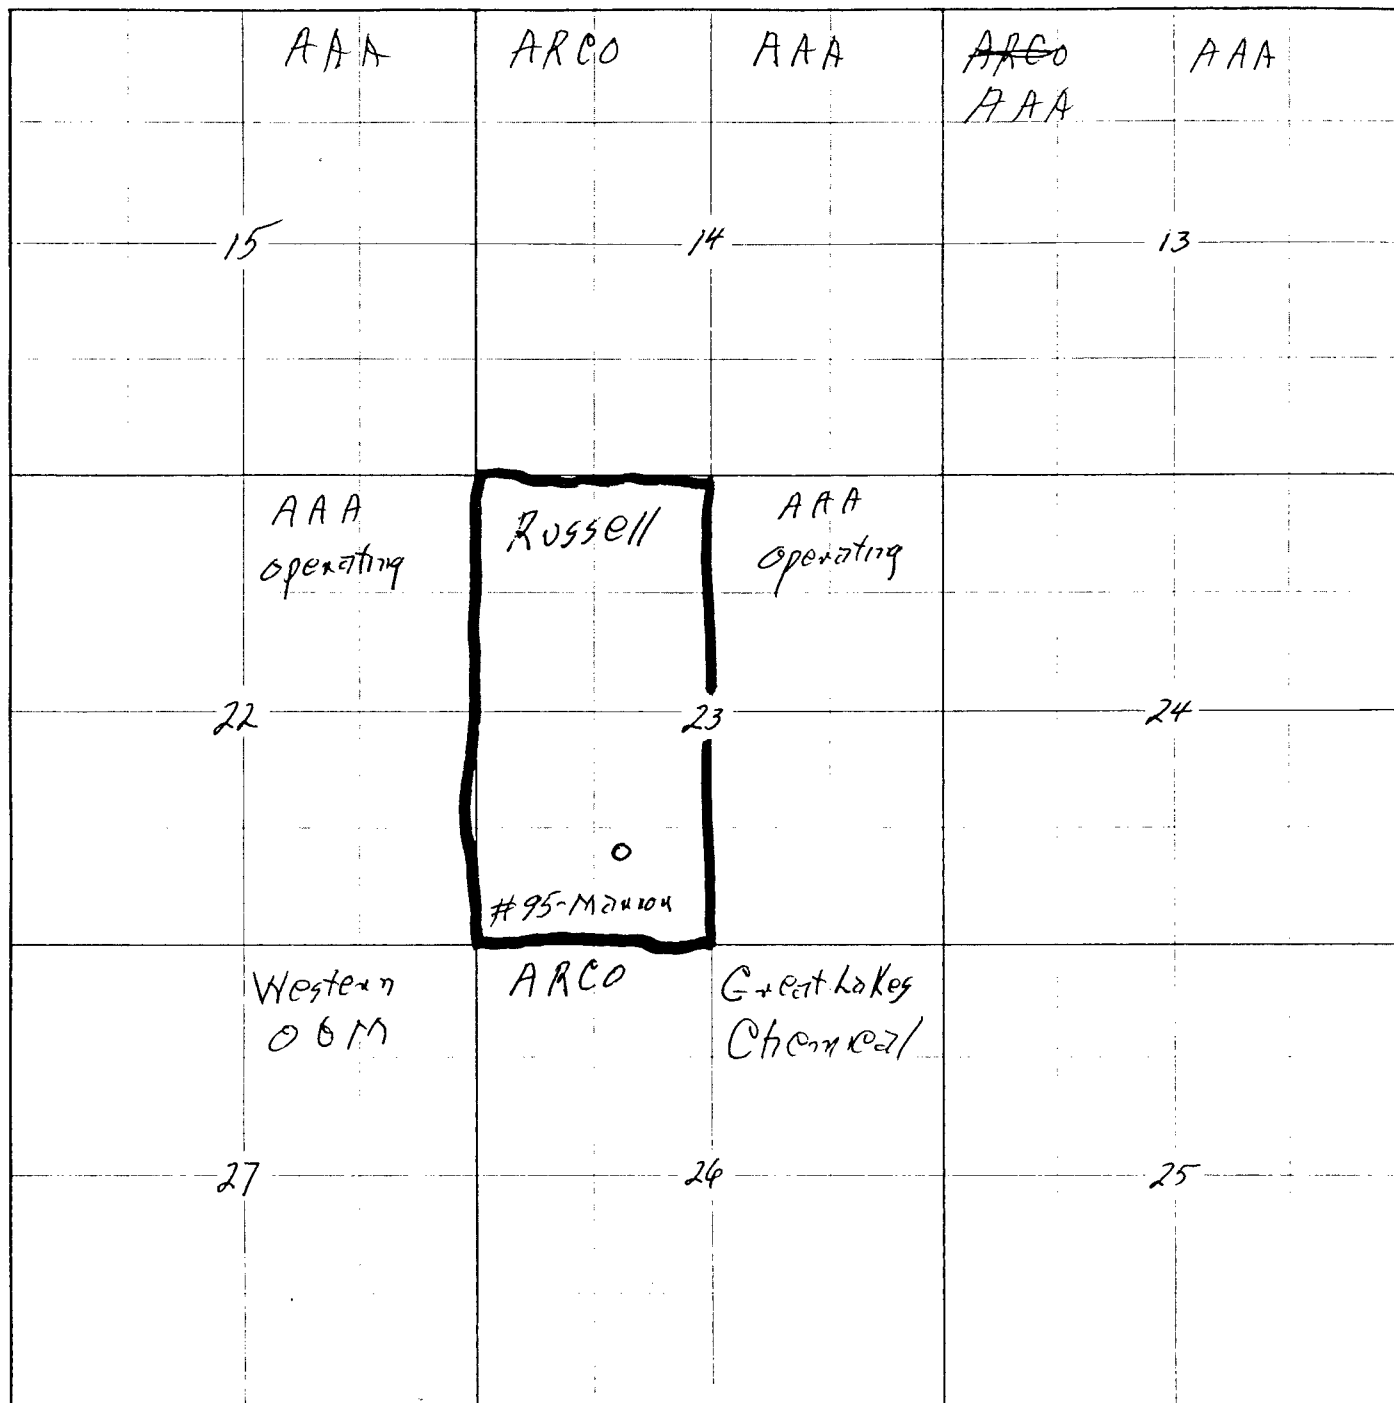 AAA ARCO AAA ARCO AAA
AAA
15 14 13
AAA Russell AAA
operating operating
22 23 24
#95-Marron
Western ARCO Great Lakes
OGM Chemical
27 26 25